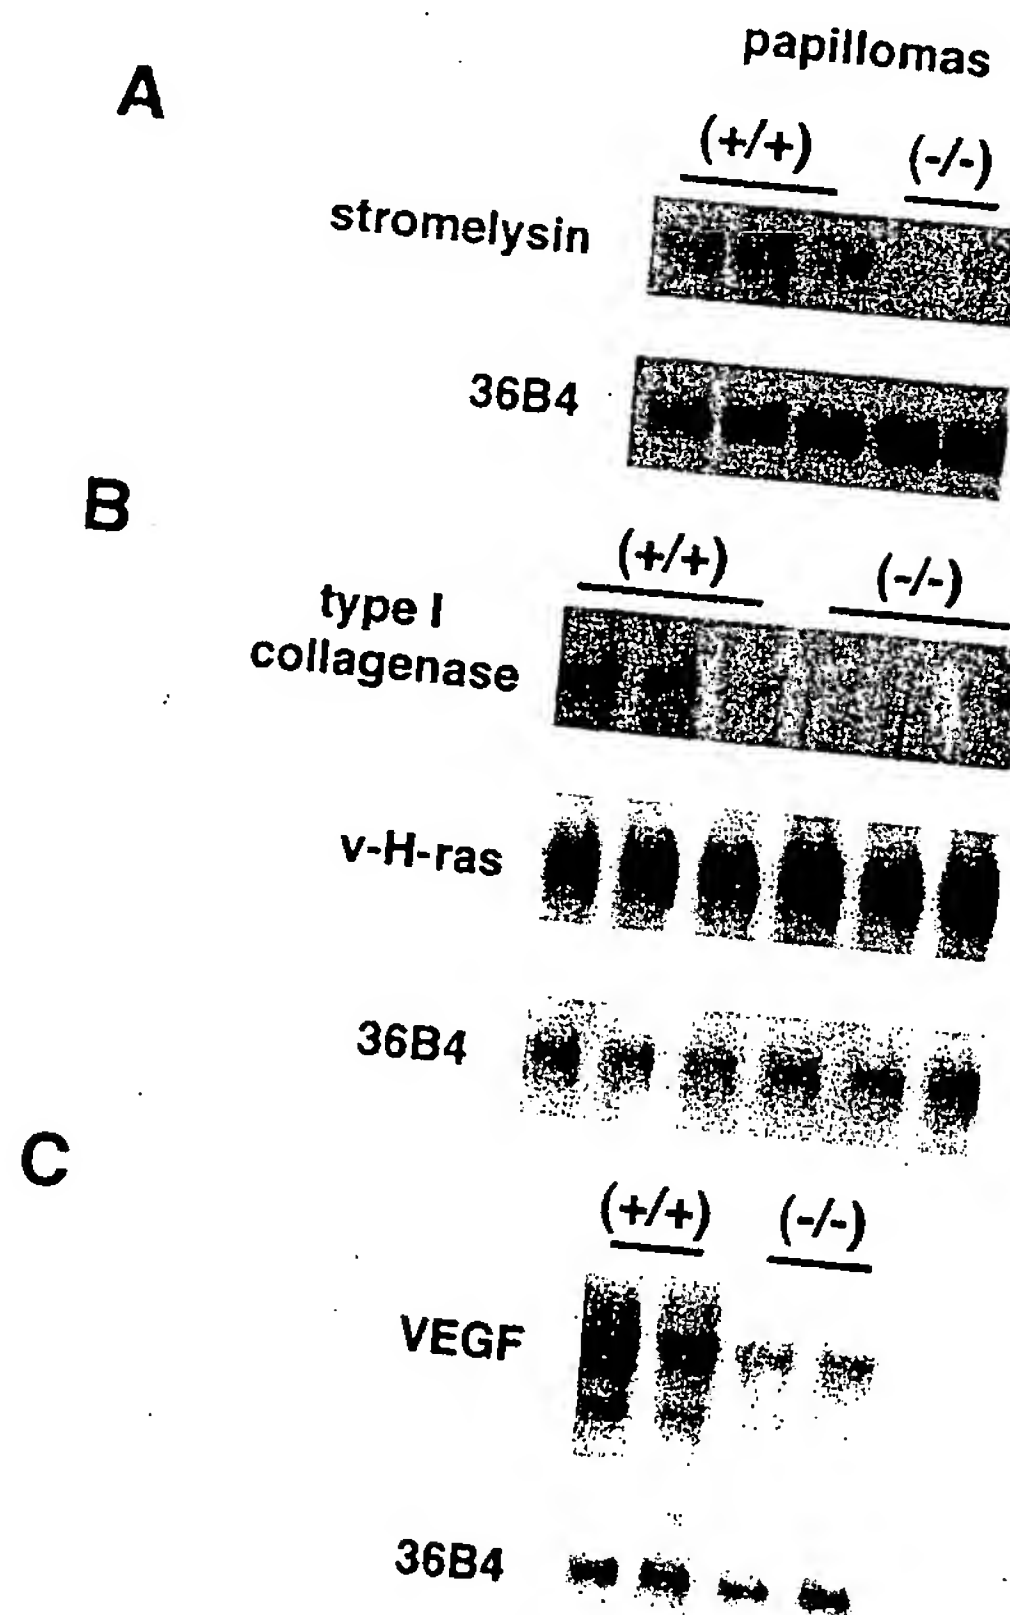 papillomas
A
(+/+) (-/-)
stromelysin
36B4
B
(+/+) (-/-)
type I
collagenase
v-H-ras
36B4
C
(+/+) (-/-)
VEGF
36B4